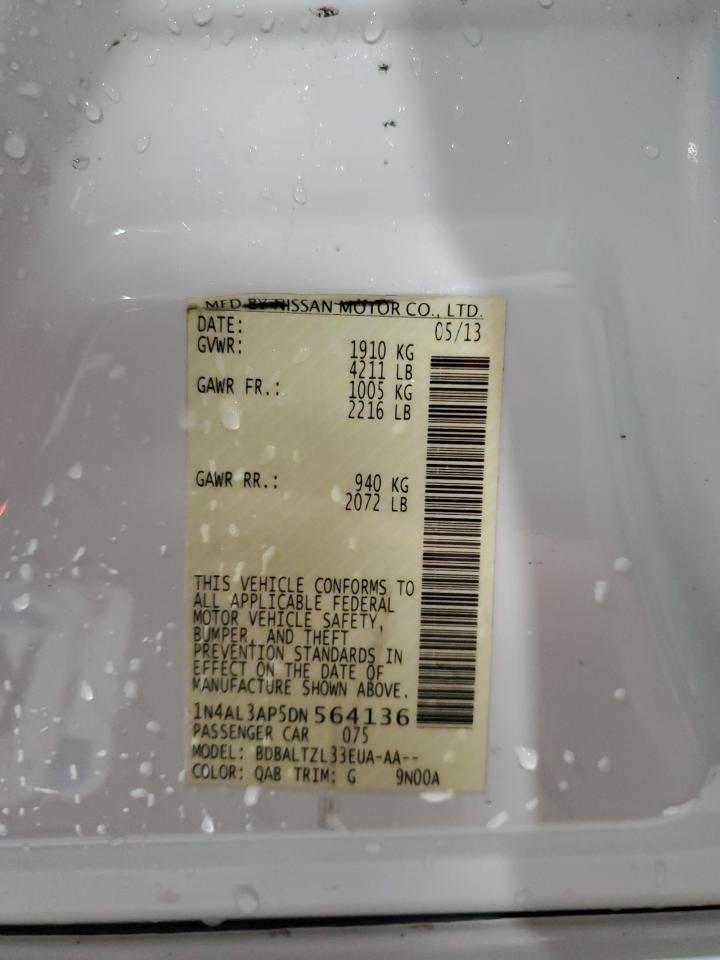 MFD BY NISSAN MOTOR CO., LTD.
DATE: 05/13
GVWR: 1910 KG
4211 LB
GAWR FR.: 1005 KG
2216 LB
GAWR RR.: 940 KG
2072 LB
THIS VEHICLE CONFORMS TO
ALL APPLICABLE FEDERAL
MOTOR VEHICLE SAFETY,
BUMPER, AND THEFT
PREVENTION STANDARDS IN
EFFECT ON THE DATE OF
MANUFACTURE SHOWN ABOVE.
1N4AL3AP5DN 564136
PASSENGER CAR 075
MODEL: BDBALTZL33EUA-AA--
COLOR: QAB TRIM: G 9N00A